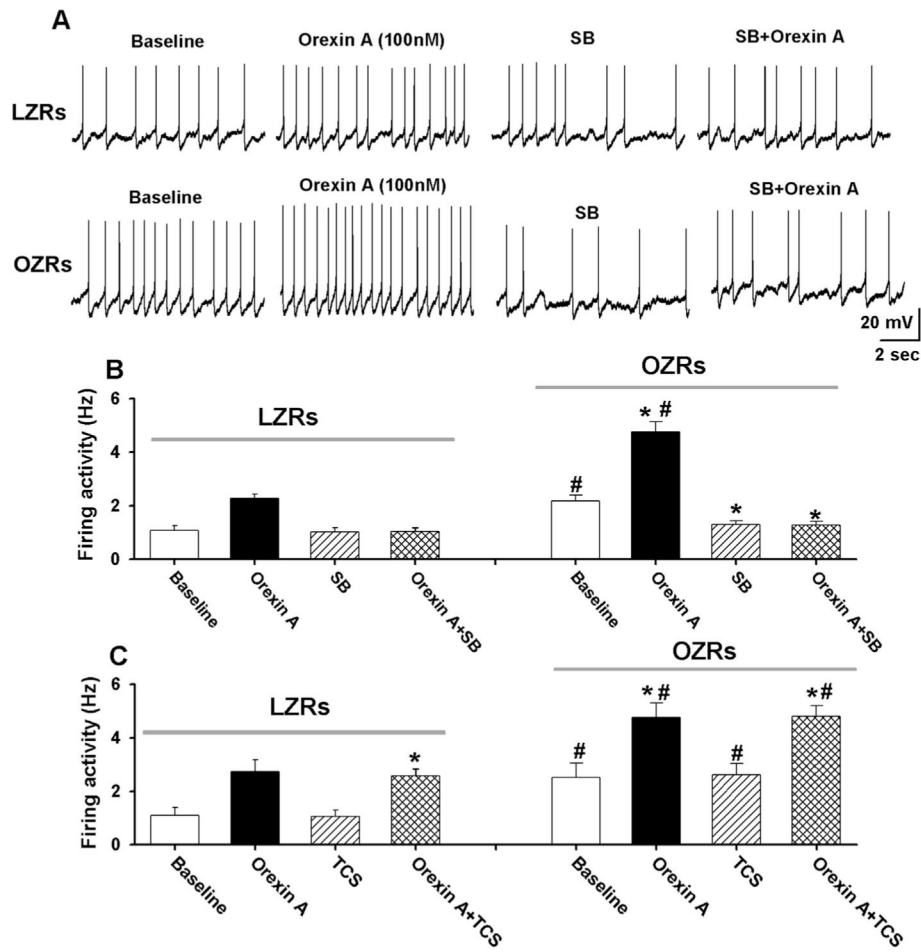 A
Baseline Orexin A (100nM) SB SB+Orexin A
LZRs
Baseline Orexin A (100nM) SB SB+Orexin A
OZRs
20 mV
2 sec
B
OZRs
LZRs
Firing activity (Hz)
6
4
2
0
* #
#
*
*
Baseline
Orexin A
SB
Orexin A+SB
Baseline
Orexin A
SB
Orexin A+SB
C
OZRs
LZRs
Firing activity (Hz)
6
4
2
0
*
#
*#
#
*#
Baseline
Orexin A
TCS
Orexin A+TCS
Baseline
Orexin A
TCS
Orexin A+TCS